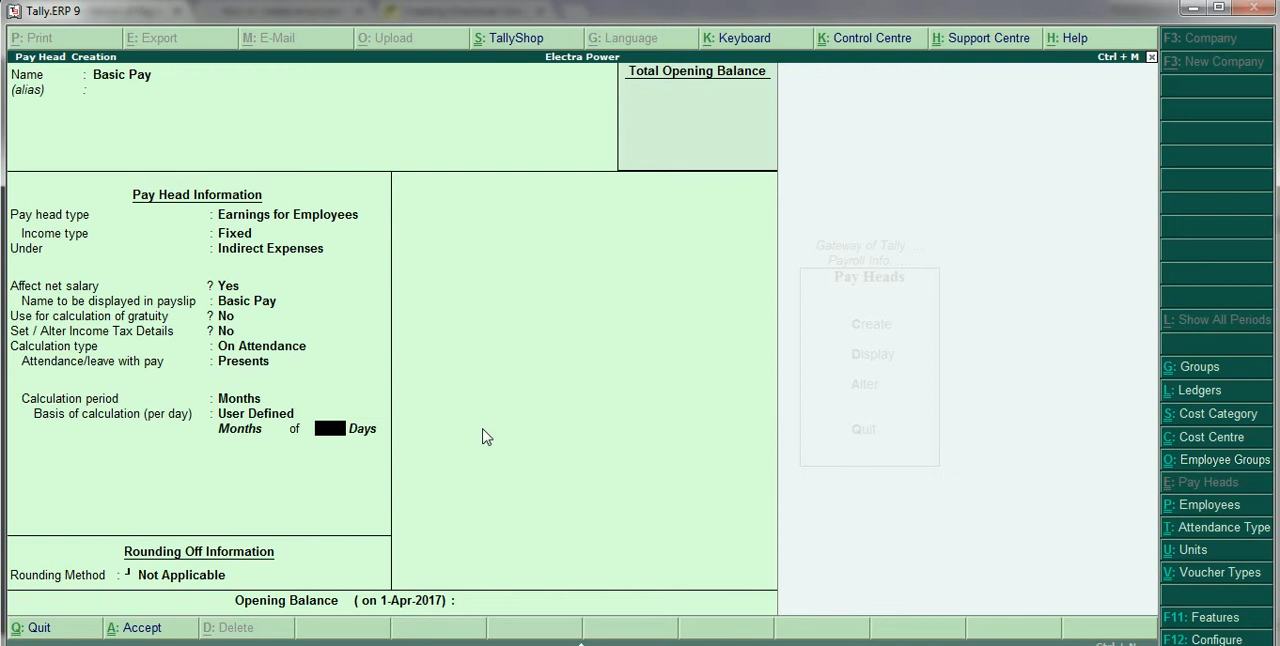 Tally.ERP 9
P: Print E: Export M: E-Mail O: Upload S: TallyShop G: Language K: Keyboard K: Control Centre H: Support Centre H: Help
F3: Company
Pay Head Creation Electra Power Ctrl + M
F3: New Company
Name : Basic Pay
(alias) :
Total Opening Balance
Pay Head Information
Pay head type : Earnings for Employees
Income type : Fixed
Under : Indirect Expenses
Affect net salary ? Yes
Name to be displayed in payslip : Basic Pay
Use for calculation of gratuity ? No
Set / Alter Income Tax Details ? No
Calculation type : On Attendance
Attendance/leave with pay : Presents
Calculation period : Months
Basis of calculation (per day) : User Defined
Months of Days
Rounding Off Information
Rounding Method : Not Applicable
Opening Balance ( on 1-Apr-2017) :
Gateway of Tally ...
Payroll Info. ...
Pay Heads
Create
Display
Alter
Quit
L: Show All Periods
G: Groups
L: Ledgers
S: Cost Category
C: Cost Centre
O: Employee Groups
E: Pay Heads
P: Employees
T: Attendance Type
U: Units
V: Voucher Types
F11: Features
F12: Configure
Q: Quit A: Accept D: Delete